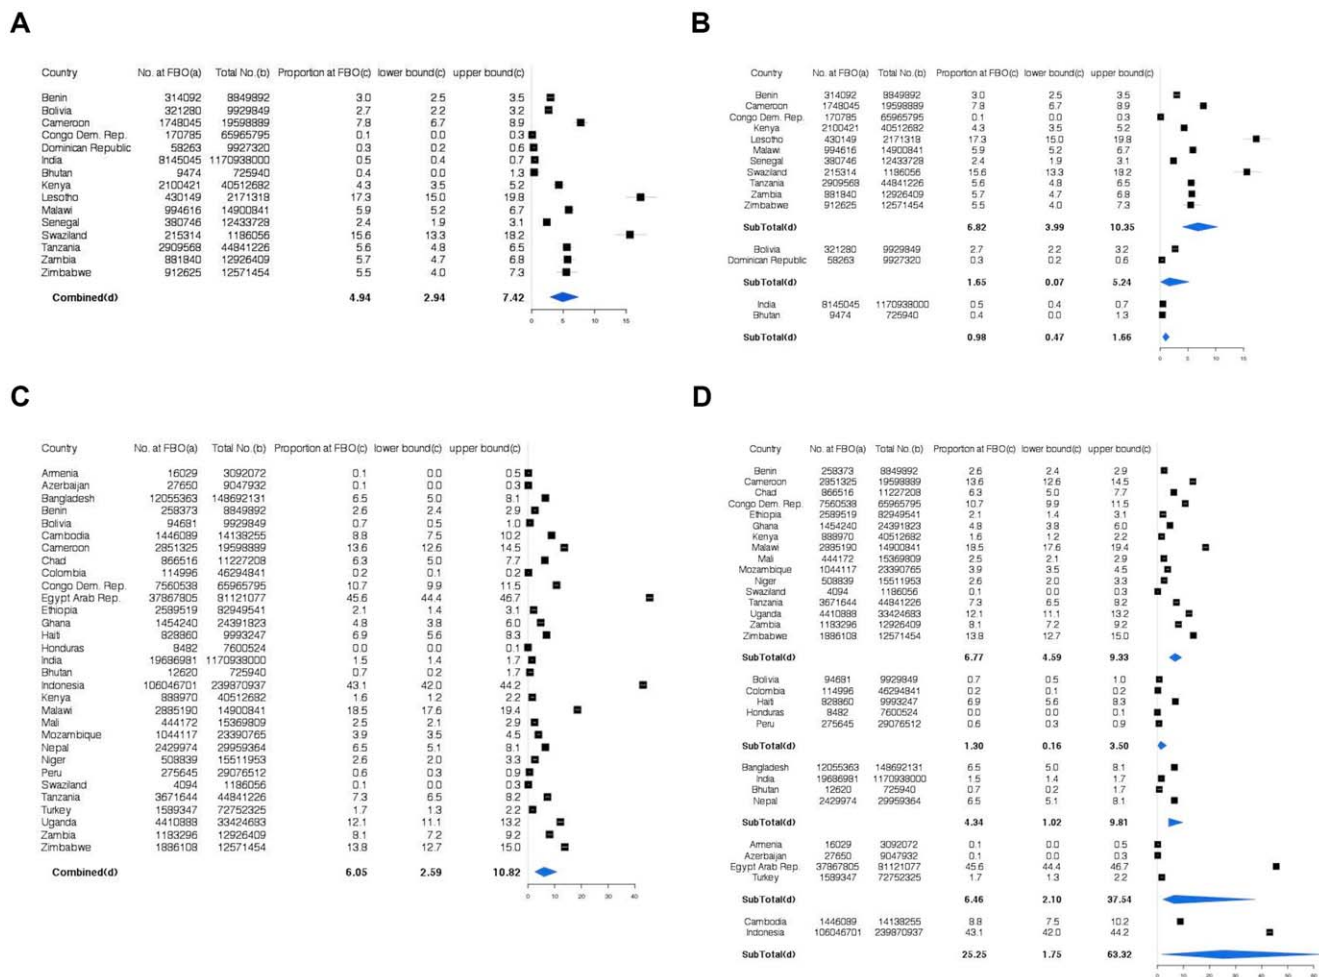 A
Country No. at FBO(a) Total No.(b) Proportion at FBO(c) lower bound(c) upper bound(c)
Benin 314092 8849892 3.0 2.5 3.5
Bolivia 321280 9929849 2.7 2.2 3.2
Cameroon 1748045 19598889 7.8 6.7 8.9
Congo Dem. Rep. 170785 65965795 0.1 0.0 0.3
Dominican Republic 58263 9927320 0.3 0.2 0.6
India 8145045 1170938000 0.5 0.4 0.7
Bhutan 9474 725940 0.4 0.0 1.3
Kenya 2100421 40512682 4.3 3.5 5.2
Lesotho 430149 2171318 17.3 15.0 19.8
Malawi 994616 14900841 5.9 5.2 6.7
Senegal 380746 12433728 2.4 1.9 3.1
Swaziland 215314 1186056 15.6 13.3 18.2
Tanzania 2909568 44841226 5.6 4.8 6.5
Zambia 881840 12926409 5.7 4.7 6.8
Zimbabwe 912625 12571454 5.5 4.0 7.3
Combined(d) 4.94 2.94 7.42
0 5 10 15
B
Country No. at FBO(a) Total No.(b) Proportion at FBO(c) lower bound(c) upper bound(c)
Benin 314092 8849892 3.0 2.5 3.5
Cameroon 1748045 19598889 7.8 6.7 8.9
Congo Dem. Rep. 170785 65965795 0.1 0.0 0.3
Kenya 2100421 40512682 4.3 3.5 5.2
Lesotho 430149 2171318 17.3 15.0 19.8
Malawi 994616 14900841 5.9 5.2 6.7
Senegal 380746 12433728 2.4 1.9 3.1
Swaziland 215314 1186056 15.6 13.3 18.2
Tanzania 2909568 44841226 5.6 4.8 6.5
Zambia 881840 12926409 5.7 4.7 6.8
Zimbabwe 912625 12571454 5.5 4.0 7.3
SubTotal(d) 6.82 3.99 10.35
Bolivia 321280 9929849 2.7 2.2 3.2
Dominican Republic 58263 9927320 0.3 0.2 0.6
SubTotal(d) 1.65 0.07 5.24
India 8145045 1170938000 0.5 0.4 0.7
Bhutan 9474 725940 0.4 0.0 1.3
SubTotal(d) 0.98 0.47 1.66
0 5 10 15
C
Country No. at FBO(a) Total No.(b) Proportion at FBO(c) lower bound(c) upper bound(c)
Armenia 16029 3092072 0.1 0.0 0.5
Azerbaijan 27650 9047932 0.1 0.0 0.3
Bangladesh 12055363 148692131 6.5 5.0 8.1
Benin 258373 8849892 2.6 2.4 2.9
Bolivia 94681 9929849 0.7 0.5 1.0
Cambodia 1446089 14138255 8.8 7.5 10.2
Cameroon 2851325 19598889 13.6 12.6 14.5
Chad 866516 11227208 6.3 5.0 7.7
Colombia 114996 46294841 0.2 0.1 0.2
Congo Dem. Rep. 7560538 65965795 10.7 9.9 11.5
Egypt Arab Rep. 37867805 81121077 45.6 44.4 46.7
Ethiopia 2589519 82949541 2.1 1.4 3.1
Ghana 1454240 24391823 4.8 3.8 6.0
Haiti 828860 9993247 6.9 5.6 8.3
Honduras 8482 7600524 0.0 0.0 0.1
India 19686981 1170938000 1.5 1.4 1.7
Bhutan 12620 725940 0.7 0.2 1.7
Indonesia 106046701 239870937 43.1 42.0 44.2
Kenya 888970 40512682 1.6 1.2 2.2
Malawi 2885190 14900841 18.5 17.6 19.4
Mali 444172 15369809 2.5 2.1 2.9
Mozambique 1044117 23390765 3.9 3.5 4.5
Nepal 2429974 29959364 6.5 5.1 8.1
Niger 508839 15511953 2.6 2.0 3.3
Peru 275645 29076512 0.6 0.3 0.9
Swaziland 4094 1186056 0.1 0.0 0.3
Tanzania 3671644 44841226 7.3 6.5 8.2
Turkey 1589347 72752325 1.7 1.3 2.2
Uganda 4410888 33424683 12.1 11.1 13.2
Zambia 1183296 12926409 8.1 7.2 9.2
Zimbabwe 1886108 12571454 13.8 12.7 15.0
Combined(d) 6.05 2.59 10.82
0 10 20 30 40
D
Country No. at FBO(a) Total No.(b) Proportion at FBO(c) lower bound(c) upper bound(c)
Benin 258373 8849892 2.6 2.4 2.9
Cameroon 2851325 19598889 13.6 12.6 14.5
Chad 866516 11227208 6.3 5.0 7.7
Congo Dem. Rep. 7560538 65965795 10.7 9.9 11.5
Ethiopia 2589519 82949541 2.1 1.4 3.1
Ghana 1454240 24391823 4.8 3.8 6.0
Kenya 888970 40512682 1.6 1.2 2.2
Malawi 2885190 14900841 18.5 17.6 19.4
Mali 444172 15369809 2.5 2.1 2.9
Mozambique 1044117 23390765 3.9 3.5 4.5
Niger 508839 15511953 2.6 2.0 3.3
Swaziland 4094 1186056 0.1 0.0 0.3
Tanzania 3671644 44841226 7.3 6.5 8.2
Uganda 4410888 33424683 12.1 11.1 13.2
Zambia 1183296 12926409 8.1 7.2 9.2
Zimbabwe 1886108 12571454 13.8 12.7 15.0
SubTotal(d) 6.77 4.59 9.33
Bolivia 94681 9929849 0.7 0.5 1.0
Colombia 114996 46294841 0.2 0.1 0.2
Haiti 828860 9993247 6.9 5.6 8.3
Honduras 8482 7600524 0.0 0.0 0.1
Peru 275645 29076512 0.6 0.3 0.9
SubTotal(d) 1.30 0.16 3.50
Bangladesh 12055363 148692131 6.5 5.0 8.1
India 19686981 1170938000 1.5 1.4 1.7
Bhutan 12620 725940 0.7 0.2 1.7
Nepal 2429974 29959364 6.5 5.1 8.1
SubTotal(d) 4.34 1.02 9.81
Armenia 16029 3092072 0.1 0.0 0.5
Azerbaijan 27650 9047932 0.1 0.0 0.3
Egypt Arab Rep. 37867805 81121077 45.6 44.4 46.7
Turkey 1589347 72752325 1.7 1.3 2.2
SubTotal(d) 6.46 2.10 37.54
Cambodia 1446089 14138255 8.8 7.5 10.2
Indonesia 106046701 239870937 43.1 42.0 44.2
SubTotal(d) 25.25 1.75 63.32
0 10 20 30 40 50 60